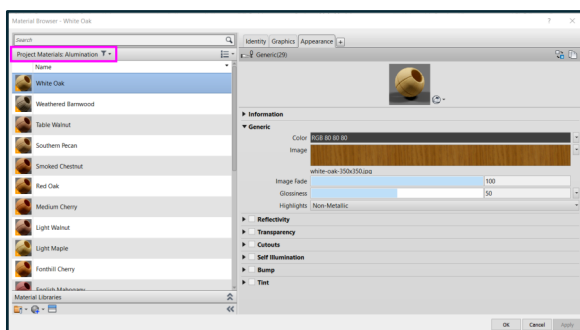 Material Browser - White Oak
? X
Search
Identity Graphics Appearance +
Project Materials: Alumination
Generic(29)
Name
White Oak
Weathered Barnwood
Table Walnut
Southern Pecan
Smoked Chestnut
Red Oak
Medium Cherry
Light Walnut
Light Maple
Fonthill Cherry
English Mahogany
Material Libraries
Information
Generic
Color RGB 80 80 80
Image
white-oak-350x350.jpg
Image Fade 100
Glossiness 50
Highlights Non-Metallic
Reflectivity
Transparency
Cutouts
Self Illumination
Bump
Tint
OK Cancel Apply